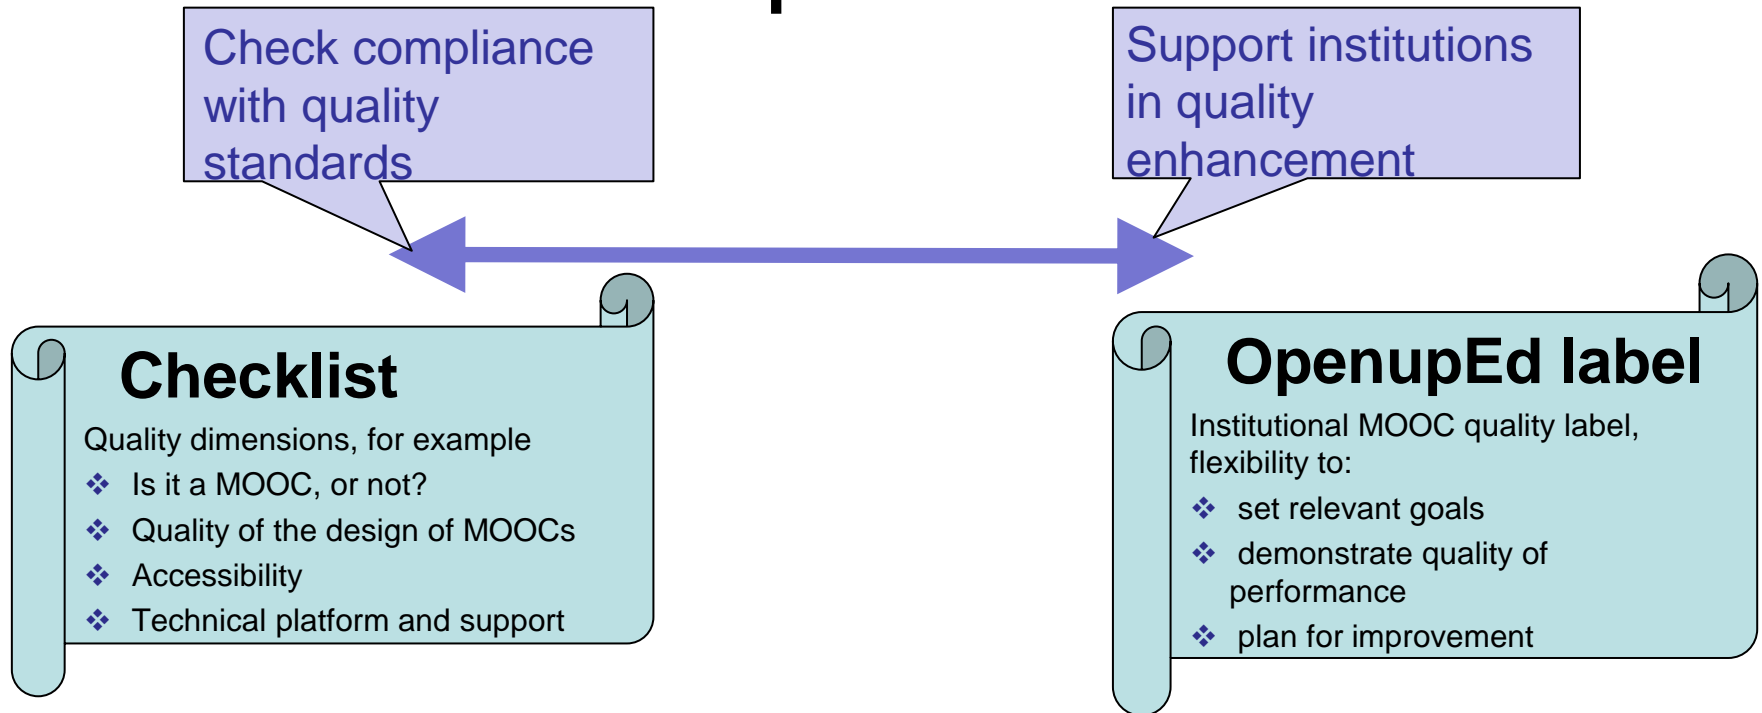 Check compliance
with quality
standards
Support institutions
in quality
enhancement
Checklist
Quality dimensions, for example
❖ Is it a MOOC, or not?
❖ Quality of the design of MOOCs
❖ Accessibility
❖ Technical platform and support
OpenupEd label
Institutional MOOC quality label,
flexibility to:
❖ set relevant goals
❖ demonstrate quality of
performance
❖ plan for improvement